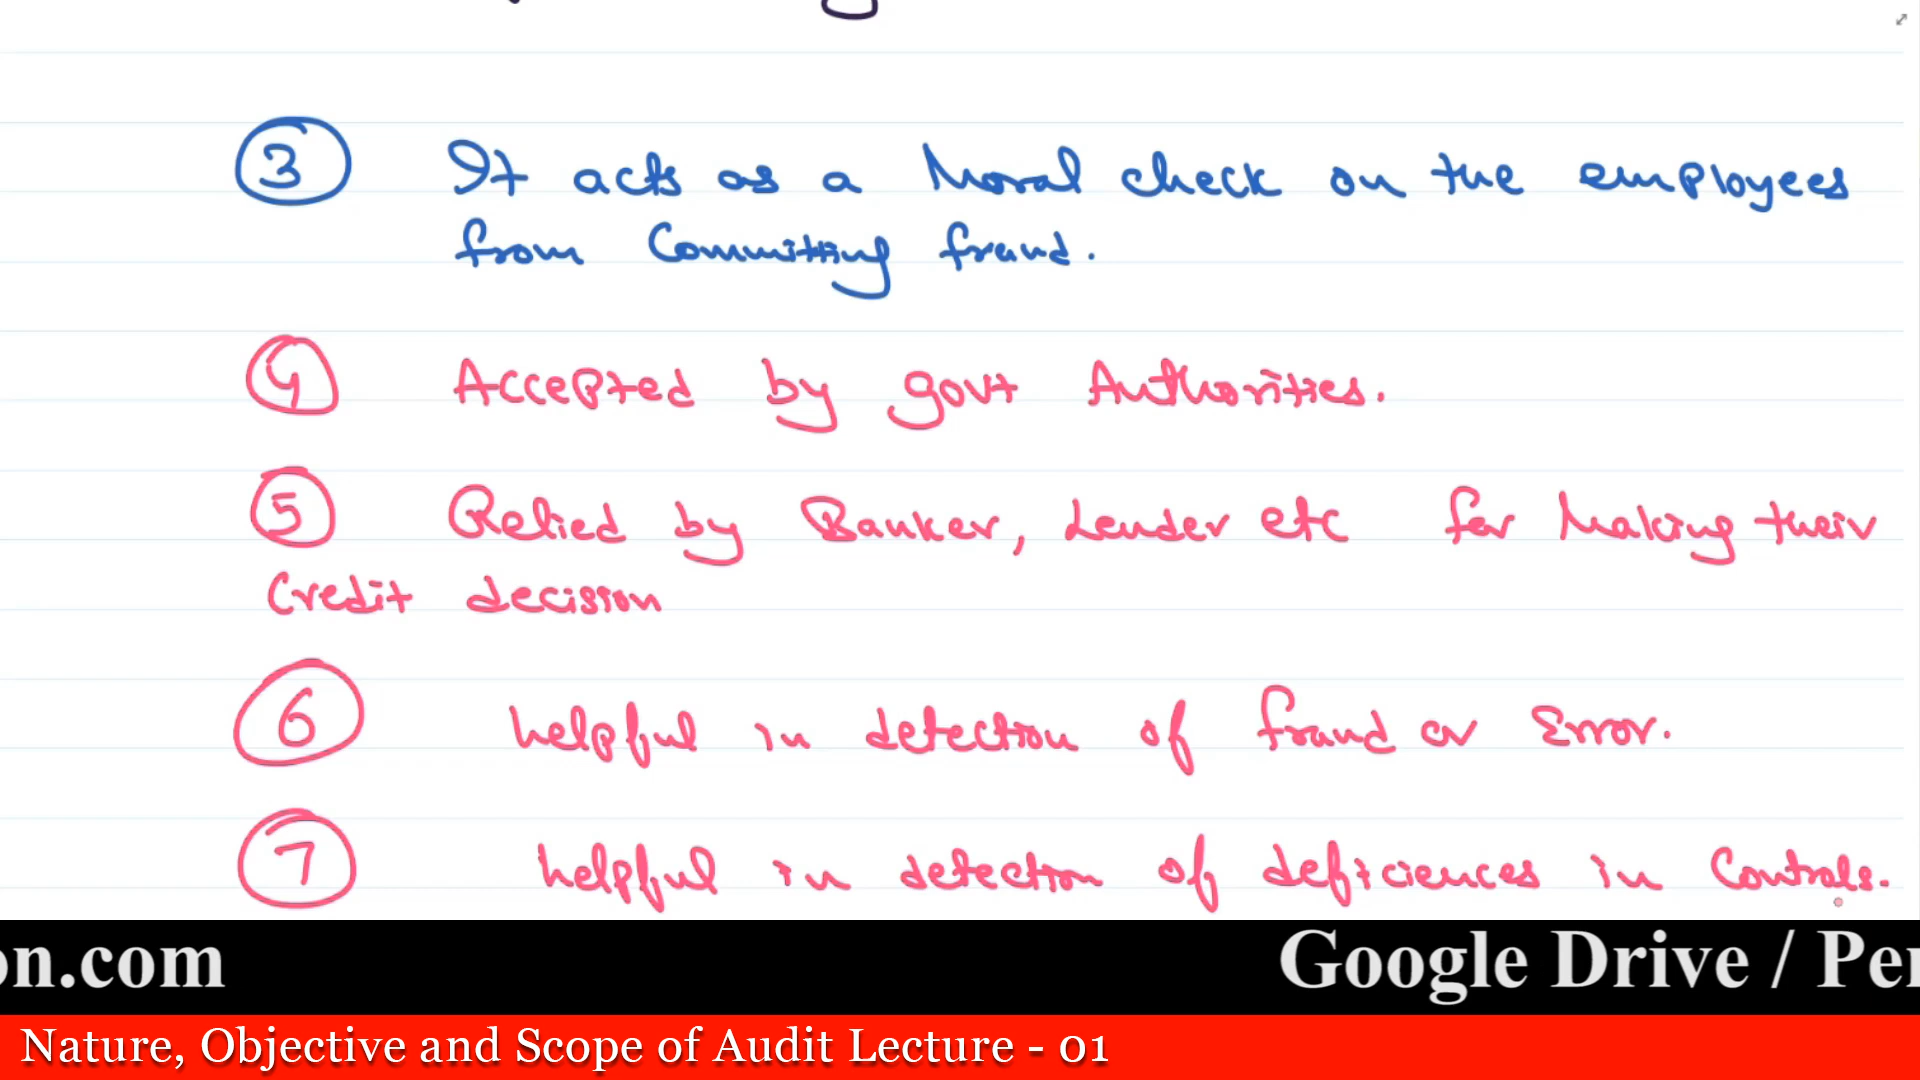 3 It acts as a Moral check on the employees
from Committing fraud.
4 Accepted by govt Authorities.
5 Relied by Banker, Lender etc for Making their
Credit decision
6 helpful in detection of fraud or Error.
7 helpful in detection of deficiences in Controls.
on.com Google Drive / Pen
Nature, Objective and Scope of Audit Lecture - 01